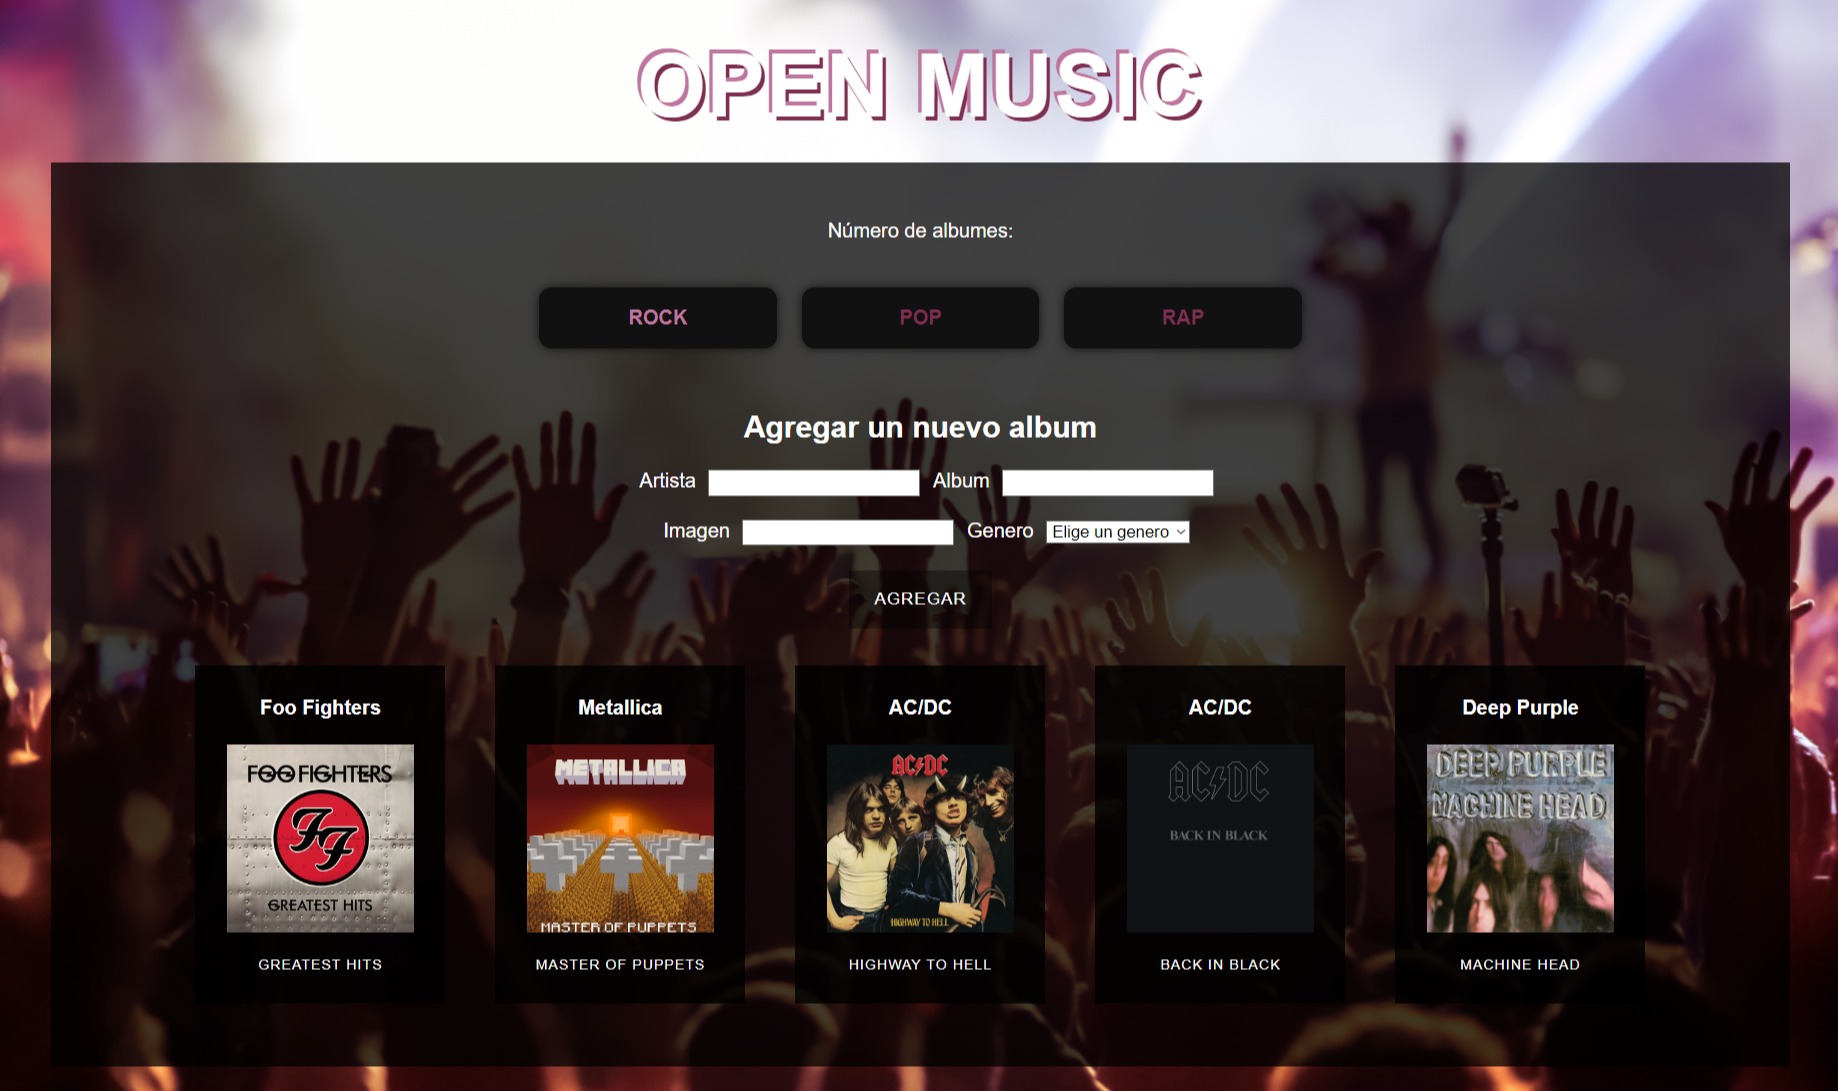 OPEN MUSIC
Número de albumes:
ROCK POP RAP
Agregar un nuevo album
Artista Album
Imagen Genero Elige un genero
AGREGAR
Foo Fighters Metallica AC/DC AC/DC Deep Purple
FOO FIGHTERS
FF
GREATEST HITS
METALLICA
MASTER OF PUPPETS
AC/DC
HIGHWAY TO HELL
AC/DC
BACK IN BLACK
DEEP PURPLE
MACHINE HEAD
GREATEST HITS MASTER OF PUPPETS HIGHWAY TO HELL BACK IN BLACK MACHINE HEAD